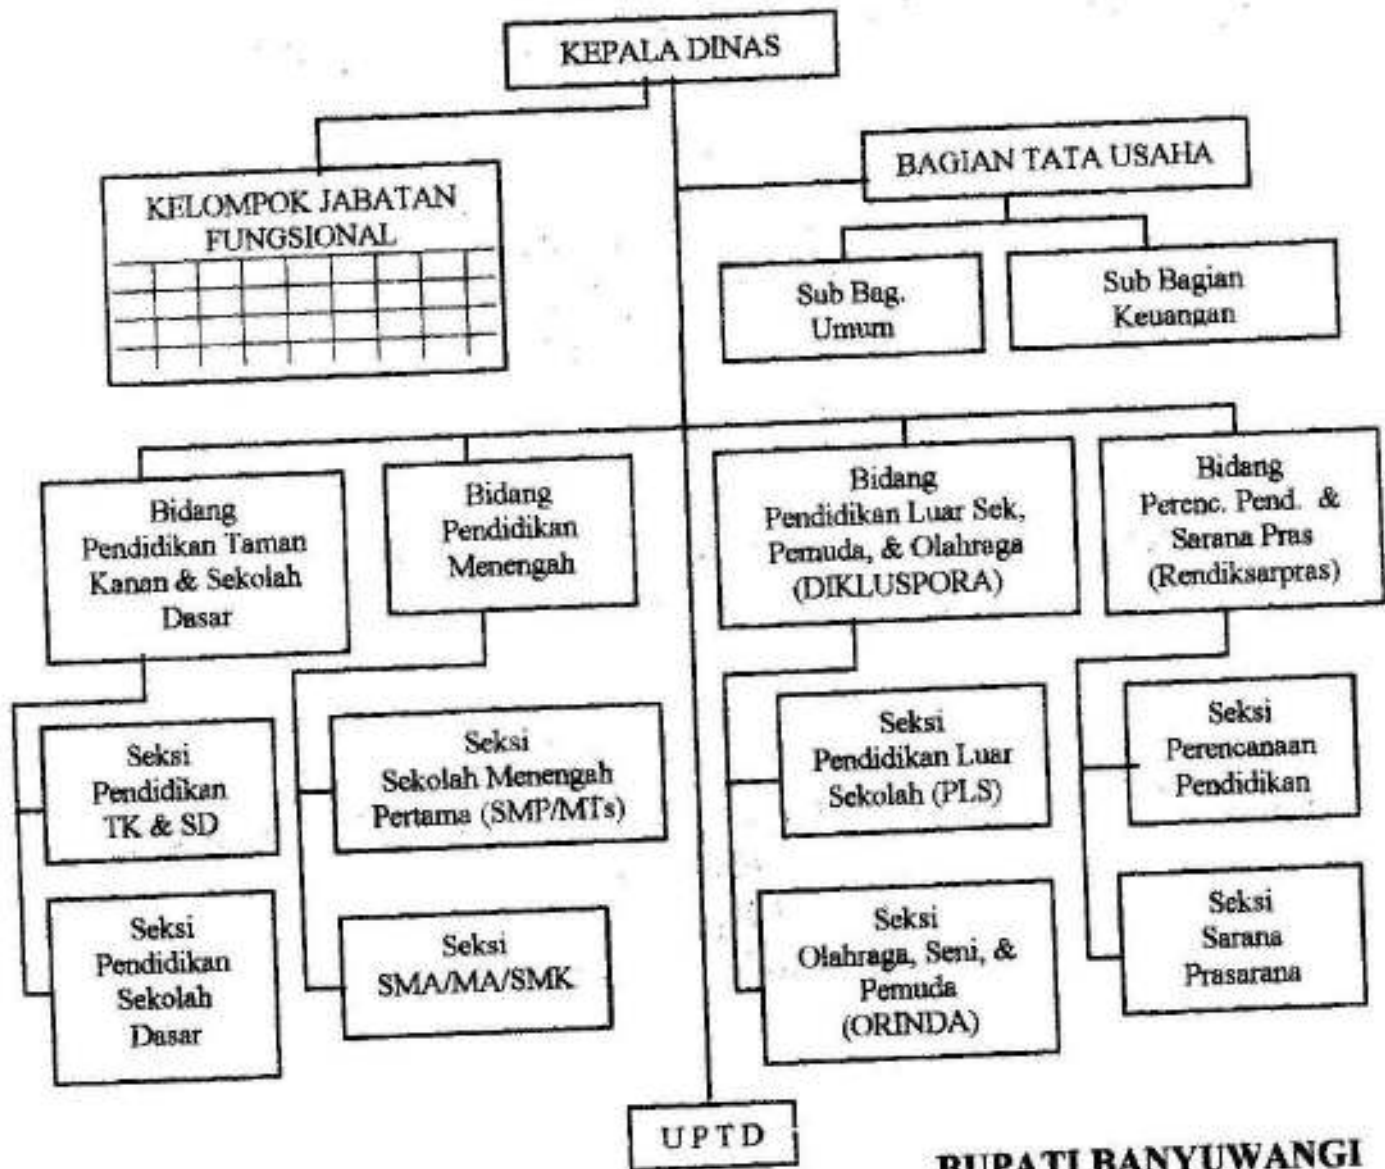 KEPALA DINAS
BAGIAN TATA USAHA
KELOMPOK JABATAN
FUNGSIONAL
Sub Bag.
Umum
Sub Bagian
Keuangan
Bidang
Pendidikan Taman
Kanan & Sekolah
Dasar
Bidang
Pendidikan
Menengah
Bidang
Pendidikan Luar Sek,
Pemuda, & Olahraga
(DIKLUSPORA)
Bidang
Perenc. Pend. &
Sarana Pras
(Rendiksarpras)
Seksi
Pendidikan
TK & SD
Seksi
Sekolah Menengah
Pertama (SMP/MTs)
Seksi
Pendidikan Luar
Sekolah (PLS)
Seksi
Perencanaan
Pendidikan
Seksi
Pendidikan
Sekolah
Dasar
Seksi
SMA/MA/SMK
Seksi
Olahraga, Seni, &
Pemuda
(ORINDA)
Seksi
Sarana
Prasarana
UPTD
BUPATI BANYUWANGI